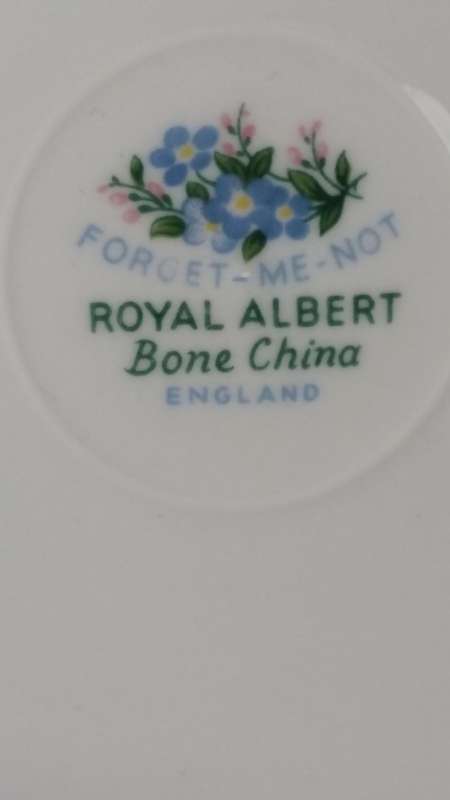 FORGET-ME-NOT
ROYAL ALBERT
Bone China
ENGLAND